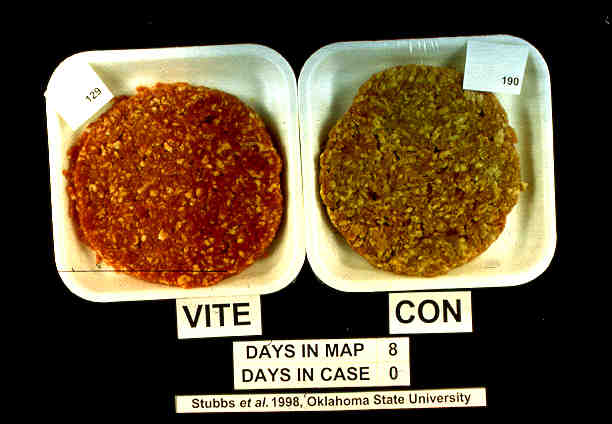 129
190
VITE
CON
DAYS IN MAP 8
DAYS IN CASE 0
Stubbs et al. 1998, Oklahoma State University